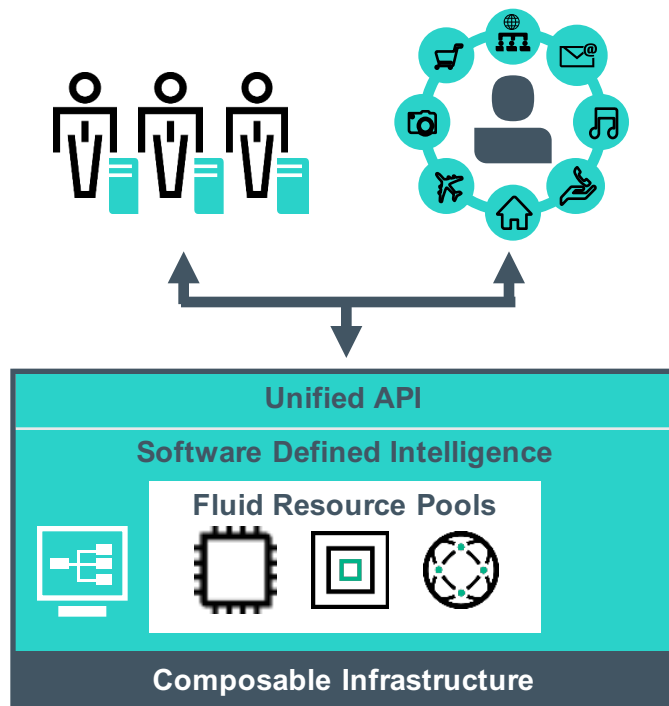 Unified API
Software Defined Intelligence
Fluid Resource Pools
Composable Infrastructure